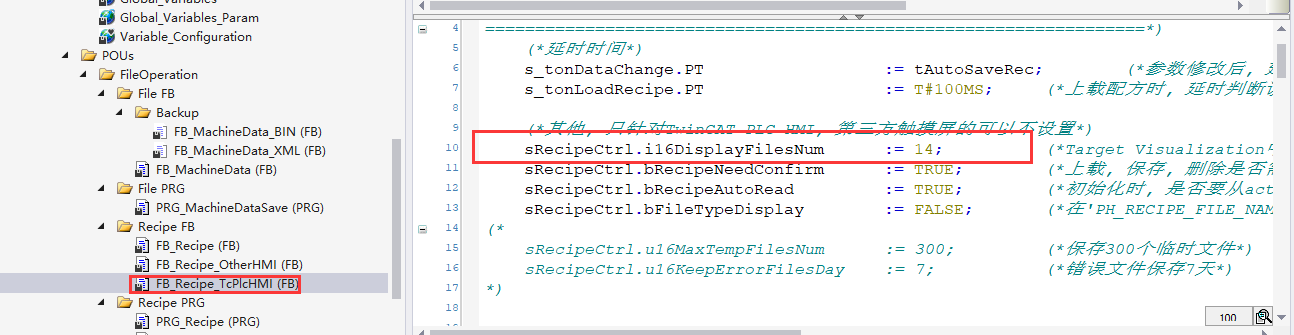 Global_Variables
Global_Variables_Param
Variable_Configuration
POUs
FileOperation
File FB
Backup
FB_MachineData_BIN (FB)
FB_MachineData_XML (FB)
FB_MachineData (FB)
File PRG
PRG_MachineDataSave (PRG)
Recipe FB
FB_Recipe (FB)
FB_Recipe_OtherHMI (FB)
FB_Recipe_TcPlcHMI (FB)
Recipe PRG
PRG_Recipe (PRG)
4 ==================================================================*)
5 (*延时时间*)
6 s_tonDataChange.PT := tAutoSaveRec; (*参数修改后, 延
7 s_tonLoadRecipe.PT := T#100MS; (*上载配方时, 延时判断
8
9 (*其他, 只针对TwinCAT PLC HMI, 第三方触摸屏的可以不设置*)
10 sRecipeCtrl.i16DisplayFilesNum := 14; (*Target Visualization
11 sRecipeCtrl.bRecipeNeedConfirm := TRUE; (*上载, 保存, 删除是否
12 sRecipeCtrl.bRecipeAutoRead := TRUE; (*初始化时, 是否要从act
13 sRecipeCtrl.bFileTypeDisplay := FALSE; (*在'PH_RECIPE_FILE_NAM
14 (*
15 sRecipeCtrl.u16MaxTempFilesNum := 300; (*保存300个临时文件*)
16 sRecipeCtrl.u16KeepErrorFilesDay := 7; (*错误文件保存7天*)
17 *)
18
100